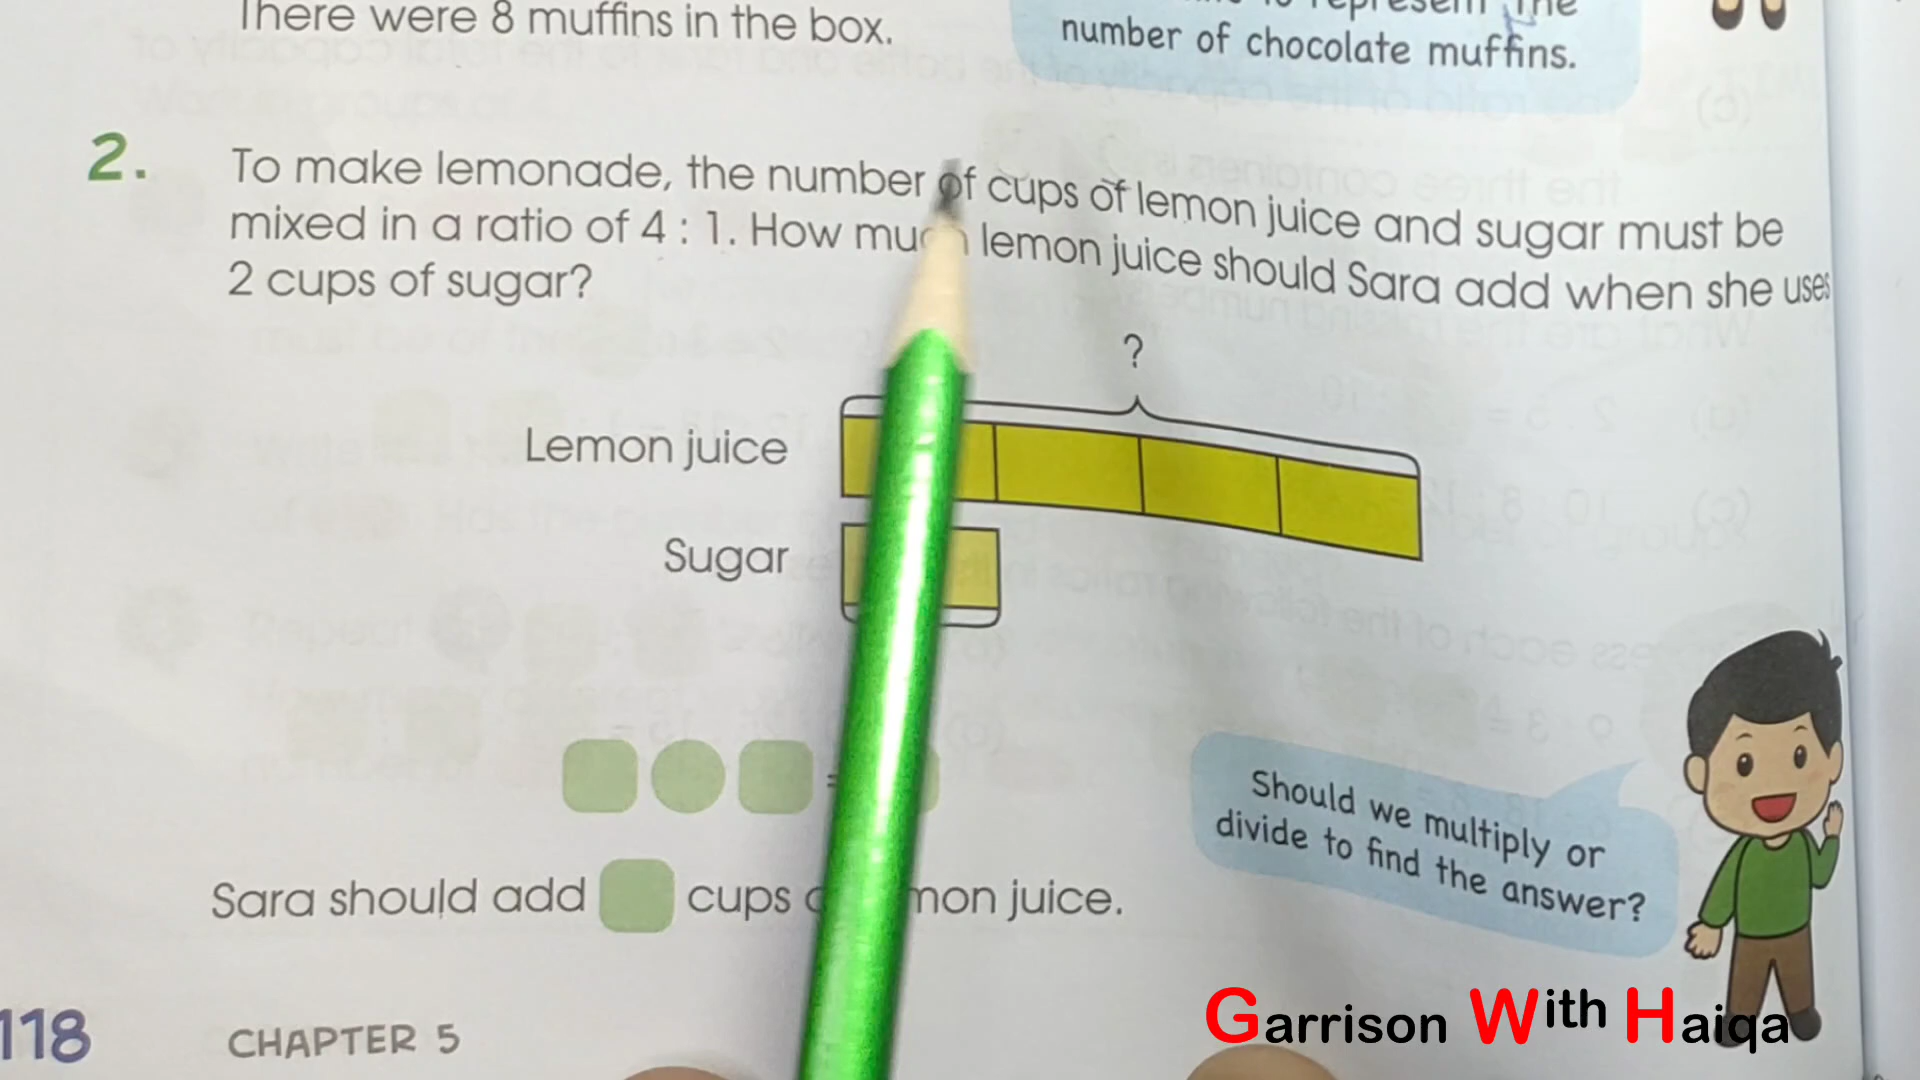 There were 8 muffins in the box.
represent the
number of chocolate muffins.
2.
To make lemonade, the number of cups of lemon juice and sugar must be
mixed in a ratio of 4 : 1. How much lemon juice should Sara add when she uses
2 cups of sugar?
?
Lemon juice
Sugar
=
Sara should add cups juice.
Should we multiply or
divide to find the answer?
118 CHAPTER 5
Garrison With Haiqa